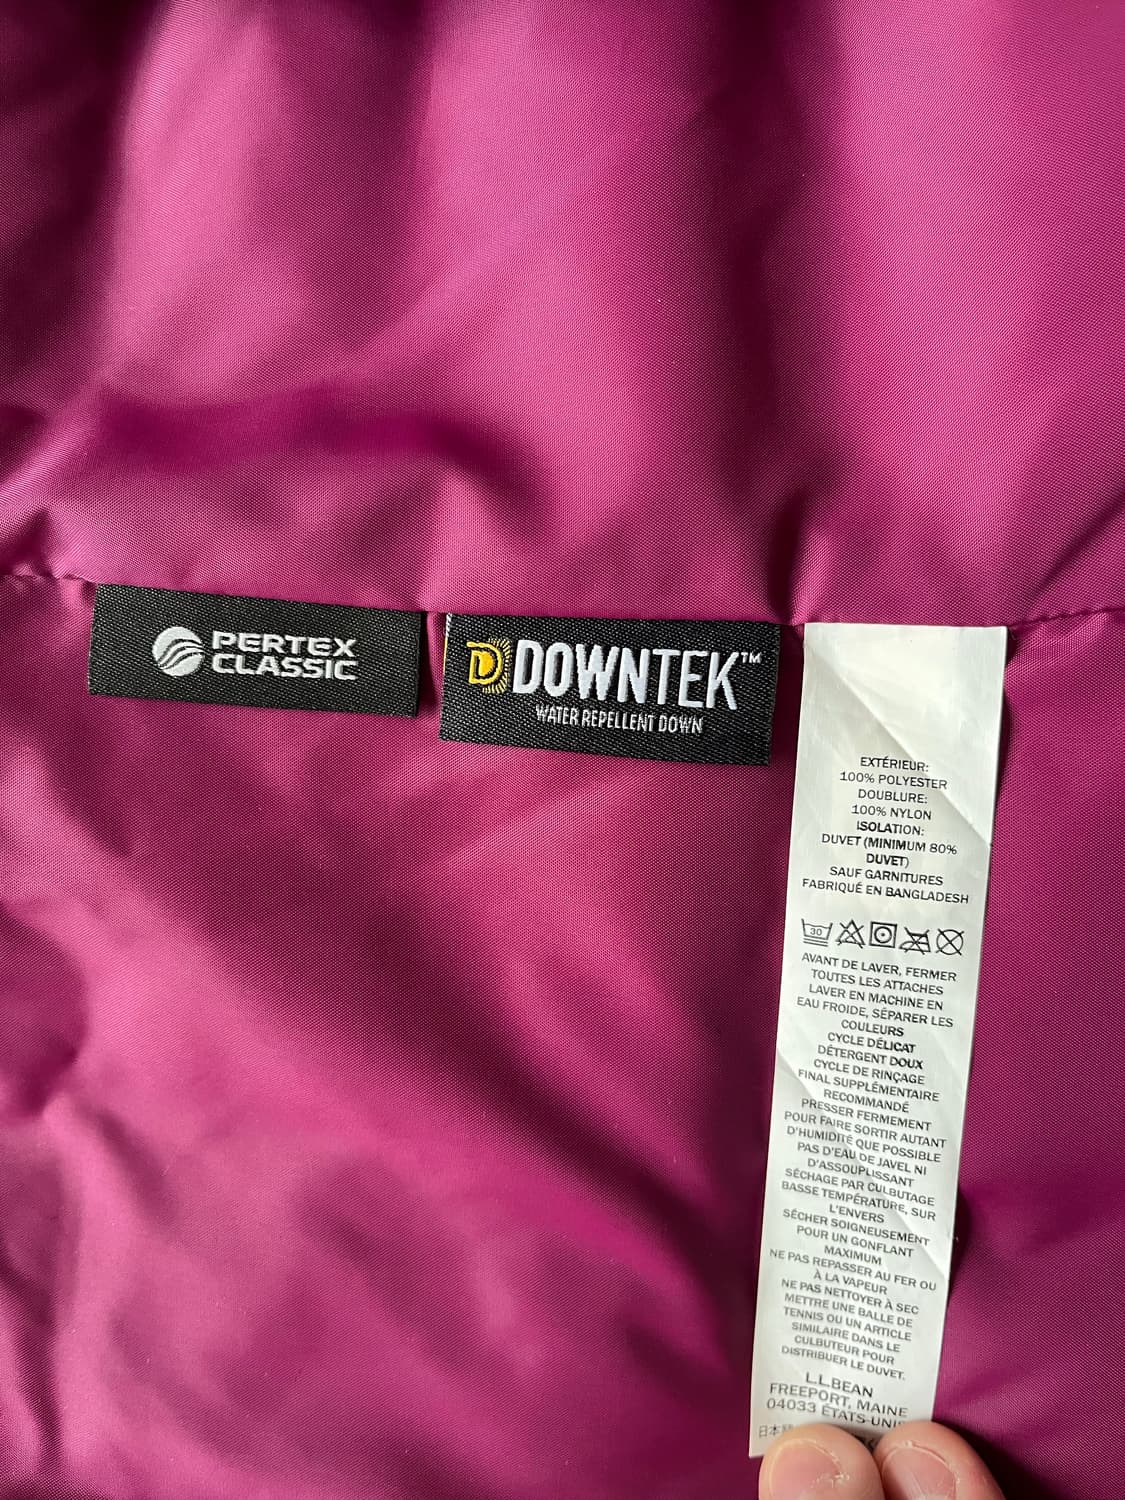 PERTEX
CLASSIC
DOWNTEK™
WATER REPELLENT DOWN
EXTÉRIEUR:
100% POLYESTER
DOUBLURE:
100% NYLON
ISOLATION:
DUVET (MINIMUM 80%
DUVET)
SAUF GARNITURES
FABRIQUÉ EN BANGLADESH
30
AVANT DE LAVER, FERMER
TOUTES LES ATTACHES
LAVER EN MACHINE EN
EAU FROIDE, SÉPARER LES
COULEURS
CYCLE DÉLICAT
DÉTERGENT DOUX
CYCLE DE RINÇAGE
FINAL SUPPLÉMENTAIRE
RECOMMANDÉ
PRESSER FERMEMENT
POUR FAIRE SORTIR AUTANT
D'HUMIDITÉ QUE POSSIBLE
PAS D'EAU DE JAVEL NI
D'ASSOUPLISSANT
SÉCHAGE PAR CULBUTAGE
BASSE TEMPÉRATURE, SUR
L'ENVERS
SÉCHER SOIGNEUSEMENT
POUR UN GONFLANT
MAXIMUM
NE PAS REPASSER AU FER OU
À LA VAPEUR
NE PAS NETTOYER À SEC
METTRE UNE BALLE DE
TENNIS OU UN ARTICLE
SIMILAIRE DANS LE
CULBUTEUR POUR
DISTRIBUER LE DUVET.
L.L.BEAN
FREEPORT, MAINE
04033 ÉTATS-UNIS
日本